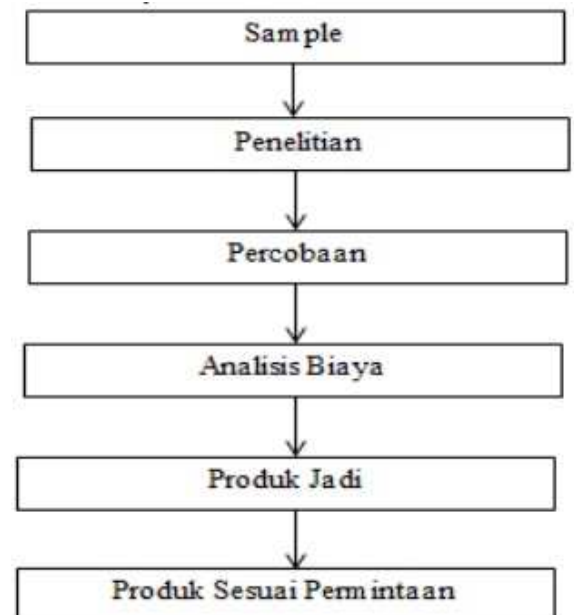 Sample
Penelitian
Percobaan
Analisis Biaya
Produk Jadi
Produk Sesuai Permintaan